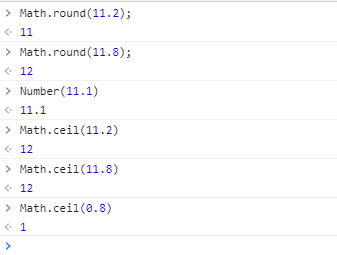 > Math.round(11.2);
< 11
> Math.round(11.8);
< 12
> Number(11.1)
< 11.1
> Math.ceil(11.2)
< 12
> Math.ceil(11.8)
< 12
> Math.ceil(0.8)
< 1
>